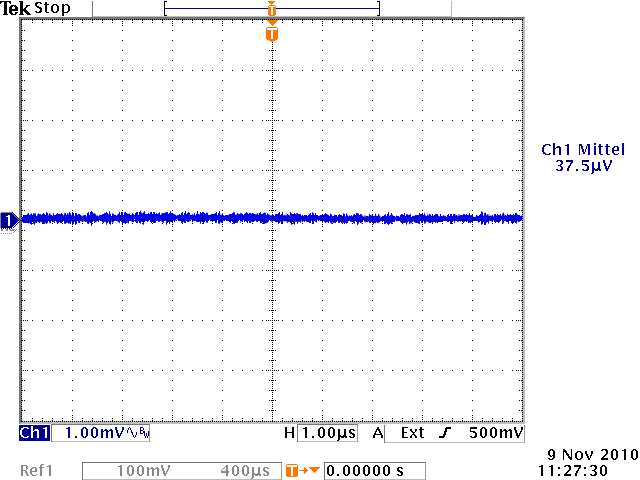 Tek Stop
T
T
Ch1 Mittel
37.5µV
1
Ch1 1.00mV∿BW H 1.00µs A Ext 500mV
Ref1 100mV 400µs T 0.00000 s
9 Nov 2010
11:27:30